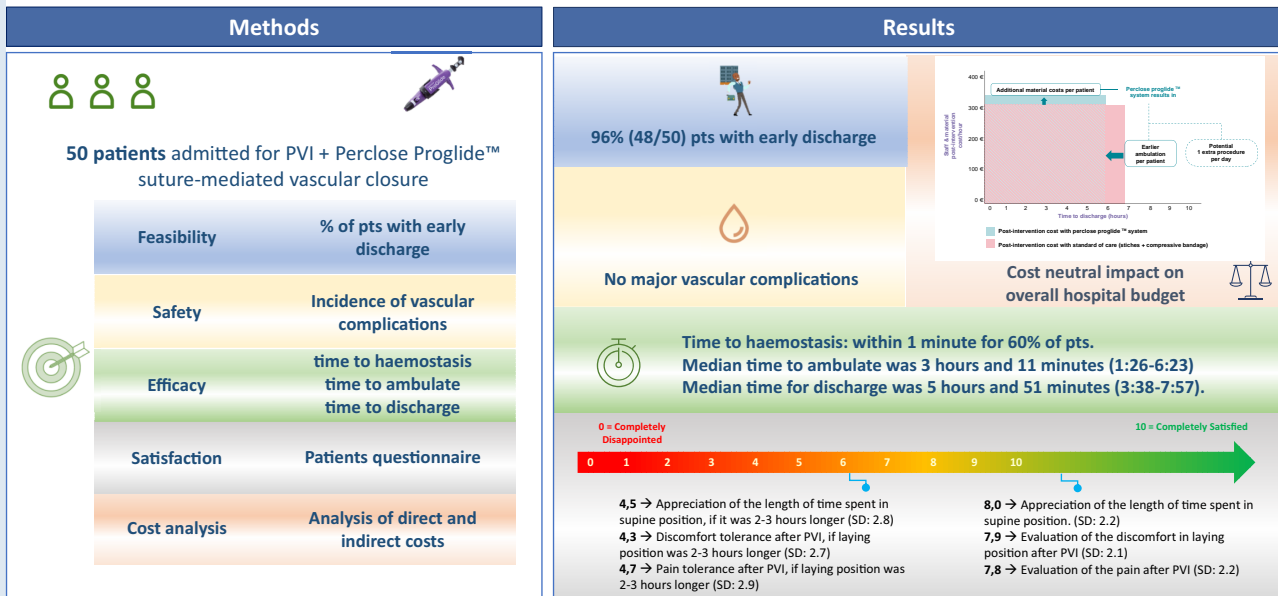 Methods
50 patients admitted for PVI + Perclose Proglide™
suture-mediated vascular closure
Feasibility
% of pts with early
discharge
Safety
Incidence of vascular
complications
Efficacy
time to haemostasis
time to ambulate
time to discharge
Satisfaction
Patients questionnaire
Cost analysis
Analysis of direct and
indirect costs
Results
96% (48/50) pts with early discharge
No major vascular complications
400 €
300 €
200 €
100 €
0 €
Staff & material
post-intervention
cost/hour
Additional material costs per patient
Perclose proglide ™
system results in
Earlier
ambulation
per patient
Potential
1 extra procedure
per day
0 1 2 3 4 5 6 7 8 9 10
Time to discharge (hours)
Post-intervention cost with perclose proglide ™ system
Post-intervention cost with standard of care (stiches + compressive bandage)
Cost neutral impact on
overall hospital budget
Time to haemostasis: within 1 minute for 60% of pts.
Median time to ambulate was 3 hours and 11 minutes (1:26-6:23)
Median time for discharge was 5 hours and 51 minutes (3:38-7:57).
0 = Completely
Disappointed
10 = Completely Satisfied
0 1 2 3 4 5 6 7 8 9 10
4,5 → Appreciation of the length of time spent in
supine position, if it was 2-3 hours longer (SD: 2.8)
4,3 → Discomfort tolerance after PVI, if laying
position was 2-3 hours longer (SD: 2.7)
4,7 → Pain tolerance after PVI, if laying position was
2-3 hours longer (SD: 2.9)
8,0 → Appreciation of the length of time spent in
supine position. (SD: 2.2)
7,9 → Evaluation of the discomfort in laying
position after PVI (SD: 2.1)
7,8 → Evaluation of the pain after PVI (SD: 2.2)